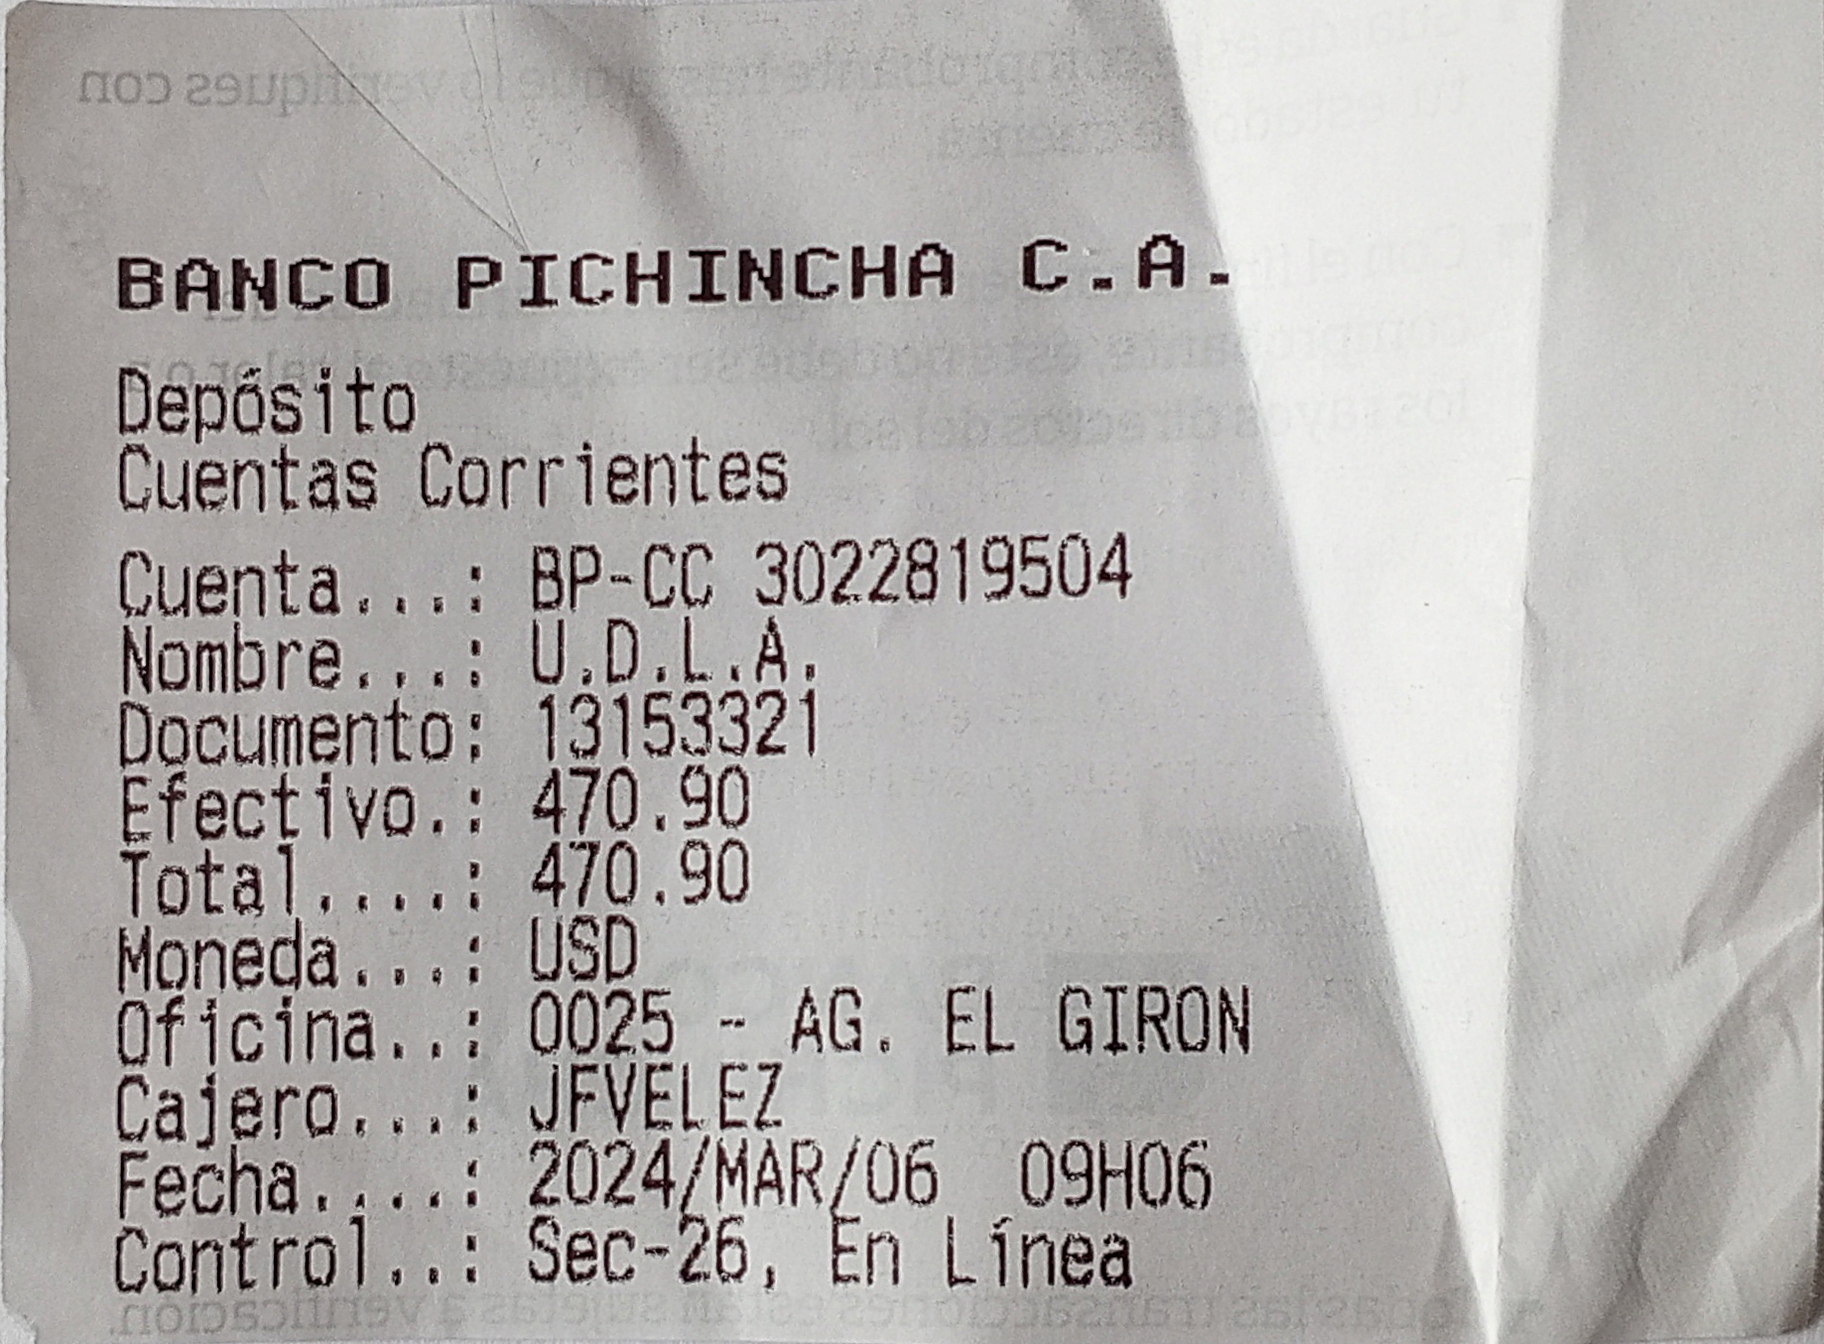 BANCO PICHINCHA C.A.
Depósito
Cuentas Corrientes
Cuenta...: BP-CC 3022819504
Nombre...: U.D.L.A.
Documento: 13153321
Efectivo.: 470.90
Total....: 470.90
Moneda...: USD
Oficina..: 0025 - AG. EL GIRON
Cajero...: JFVELEZ
Fecha....: 2024/MAR/06 09H06
Control..: Sec-26, En Línea